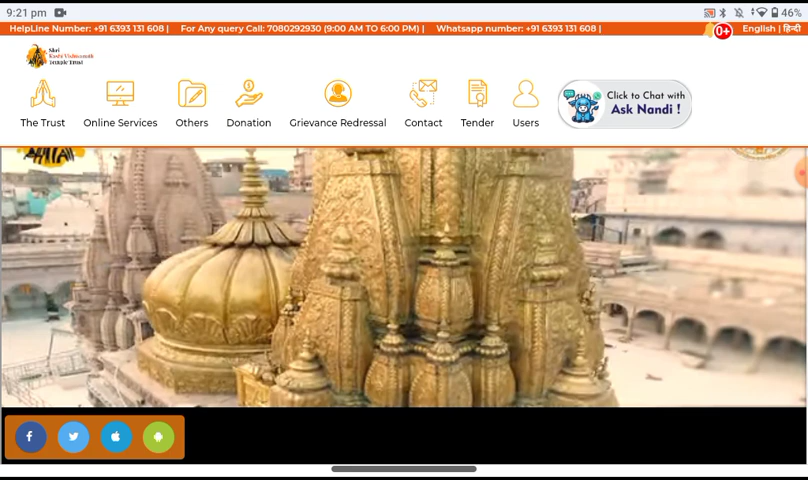 9:21 pm
46%
HelpLine Number: +91 6393 131 608 | For Any query Call: 7080292930 (9:00 AM TO 6:00 PM) | Whatsapp number: +91 6393 131 608 |
0+
English | हिन्दी
Shri
Kashi Vishwanath
Temple Trust
The Trust
Online Services
Others
Donation
Grievance Redressal
Contact
Tender
Users
Click to Chat with
Ask Nandi !